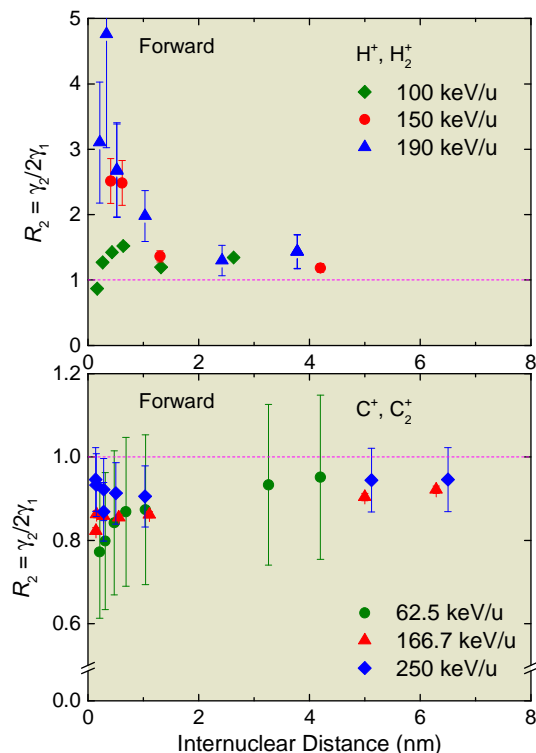 Forward
H⁺, H₂⁺
100 keV/u
150 keV/u
190 keV/u
R₂ = γ₂/2γ₁
5
4
3
2
1
0
0 2 4 6 8
Forward
C⁺, C₂⁺
R₂ = γ₂/2γ₁
1.2
1.0
0.8
0.6
0.0
62.5 keV/u
166.7 keV/u
250 keV/u
0 2 4 6 8
Internuclear Distance (nm)